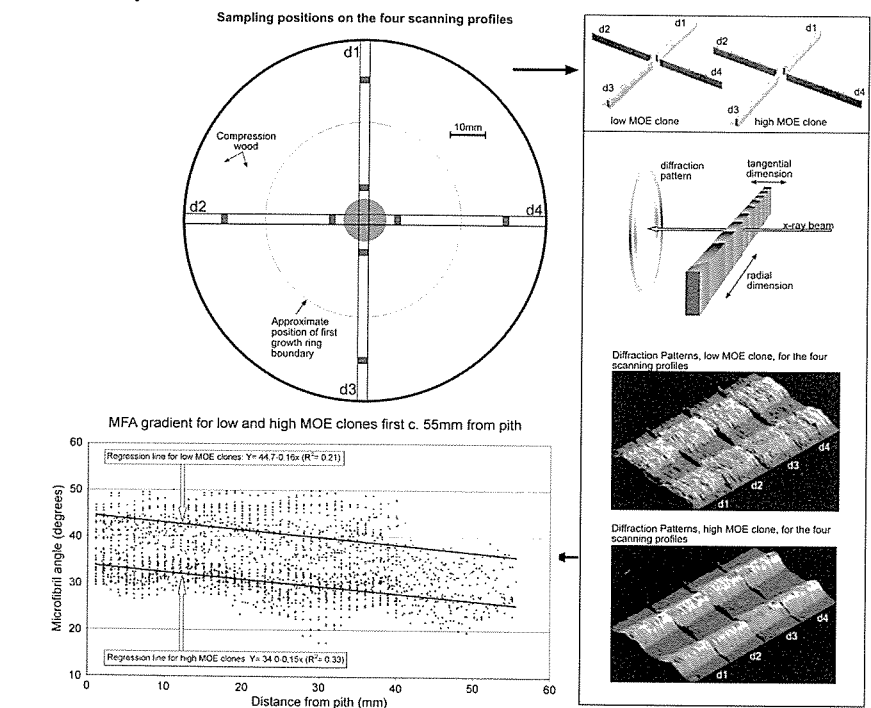 Sampling positions on the four scanning profiles
d1
10mm
Compression
wood
d2
d4
Approximate
position of first
growth ring
boundary
d3
d1
d2
d4
d3
low MOE clone
d1
d2
d4
d3
high MOE clone
diffraction
pattern
tangential
dimension
x-ray beam
radial
dimension
Diffraction Patterns, low MOE clone, for the four
scanning profiles
d4
d3
d2
d1
Diffraction Patterns, high MOE clone, for the four
scanning profiles
d4
d3
d2
d1
MFA gradient for low and high MOE clones first c. 55mm from pith
Microfibril angle (degrees)
60
50
40
30
20
10
Regression line for low MOE clones: Y= 44.7-0.16x (R²= 0.21)
Regression line for high MOE clones Y= 34.0-0.15x (R²= 0.33)
0
10
20
30
40
50
60
Distance from pith (mm)